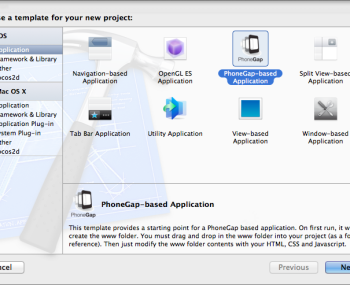 e a template for your new project:
OS
pplication
ramework & Library
ther
ocos2d
Mac OS X
pplication
ramework & Library
pplication Plug-in
ystem Plug-in
ther
ocos2d
Navigation-based
Application
OpenGL ES
Application
PhoneGap-based
Application
Split View-based
Application
Tab Bar Application
Utility Application
View-based
Application
Window-based
Application
PhoneGap
PhoneGap-based Application
This template provides a starting point for a PhoneGap based application. On first run, it w
create the www folder. You must drag and drop in the www folder into your project (as a fo
reference). Then just modify the www folder contents with your HTML, CSS and Javascript.
ncel
Previous
Ne